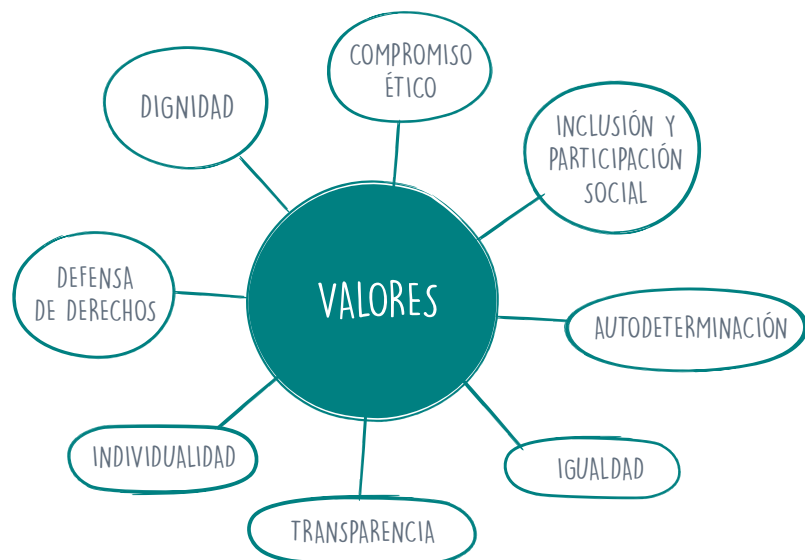 COMPROMISO
ÉTICO
DIGNIDAD
INCLUSIÓN Y
PARTICIPACIÓN
SOCIAL
DEFENSA
DE DERECHOS
VALORES
AUTODETERMINACIÓN
INDIVIDUALIDAD
IGUALDAD
TRANSPARENCIA